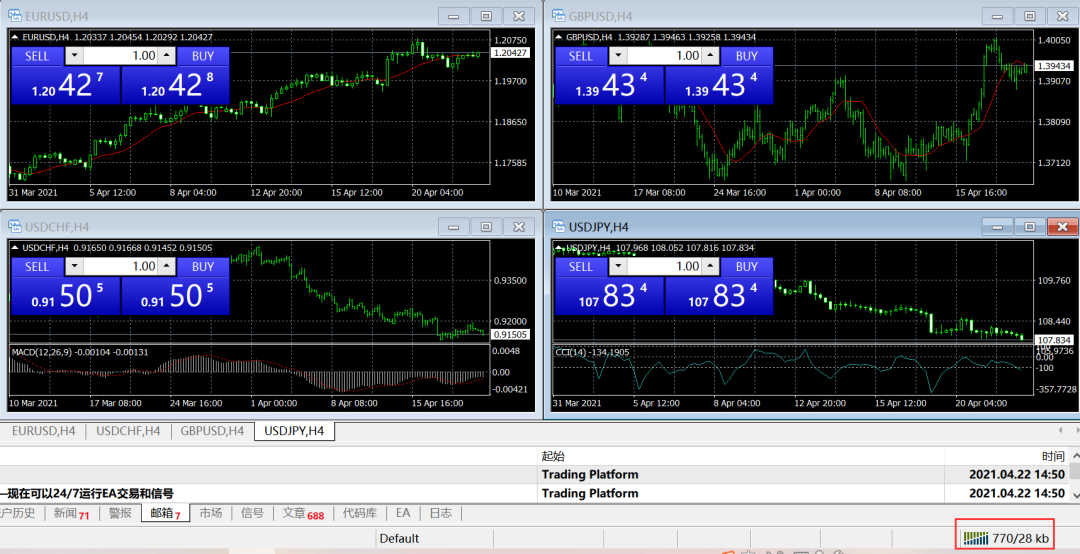 EURUSD,H4
EURUSD,H4 1.20337 1.20454 1.20292 1.20427
SELL 1.00 BUY
1.20 42 7 1.20 42 8
1.20750
1.20427
1.19700
1.18650
1.17585
31 Mar 2021 5 Apr 12:00 8 Apr 04:00 12 Apr 20:00 15 Apr 12:00 20 Apr 04:00
GBPUSD,H4
GBPUSD,H4 1.39287 1.39463 1.39258 1.39434
SELL 1.00 BUY
1.39 43 4 1.39 43 4
1.40050
1.39434
1.39067
1.38090
1.37120
10 Mar 2021 17 Mar 08:00 24 Mar 16:00 1 Apr 00:00 8 Apr 08:00 15 Apr 16:00
USDCHF,H4
USDCHF,H4 0.91650 0.91668 0.91452 0.91505
SELL 1.00 BUY
0.91 50 5 0.91 50 5
0.93500
0.92000
0.91505
MACD(12,26,9) -0.00104 -0.00131
0.0048
0.00
-0.00421
10 Mar 2021 17 Mar 08:00 24 Mar 16:00 1 Apr 00:00 8 Apr 08:00 15 Apr 16:00
USDJPY,H4
USDJPY,H4 107.968 108.052 107.816 107.834
SELL 1.00 BUY
107 83 4 107 83 4
109.760
108.440
107.834
CCI(14) -134.1905
0.00
-100
-357.7728
31 Mar 2021 5 Apr 12:00 8 Apr 04:00 12 Apr 20:00 15 Apr 12:00 20 Apr 04:00
EURUSD,H4 USDCHF,H4 GBPUSD,H4 USDJPY,H4
起始 时间
Trading Platform 2021.04.22 14:50
—现在可以24/7运行EA交易和信号 Trading Platform 2021.04.22 14:50
户历史 新闻 71 警报 邮箱 7 市场 信号 文章 688 代码库 EA 日志
Default 770/28 kb